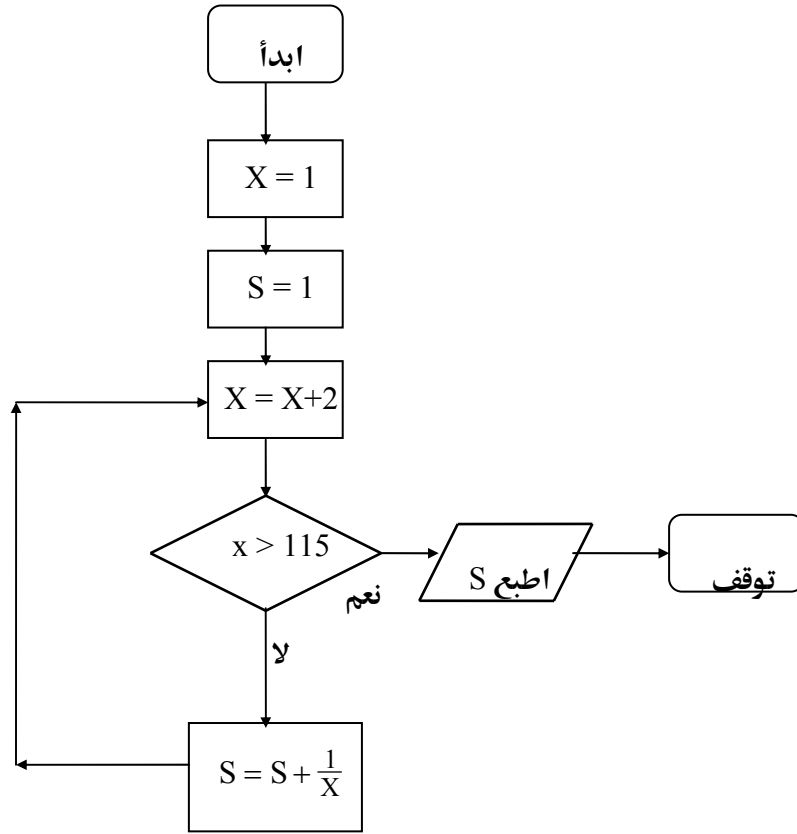 ابدأ
X = 1
S = 1
X = X+2
x > 115
نعم
اطبع S
توقف
لا
S = S + 1/X